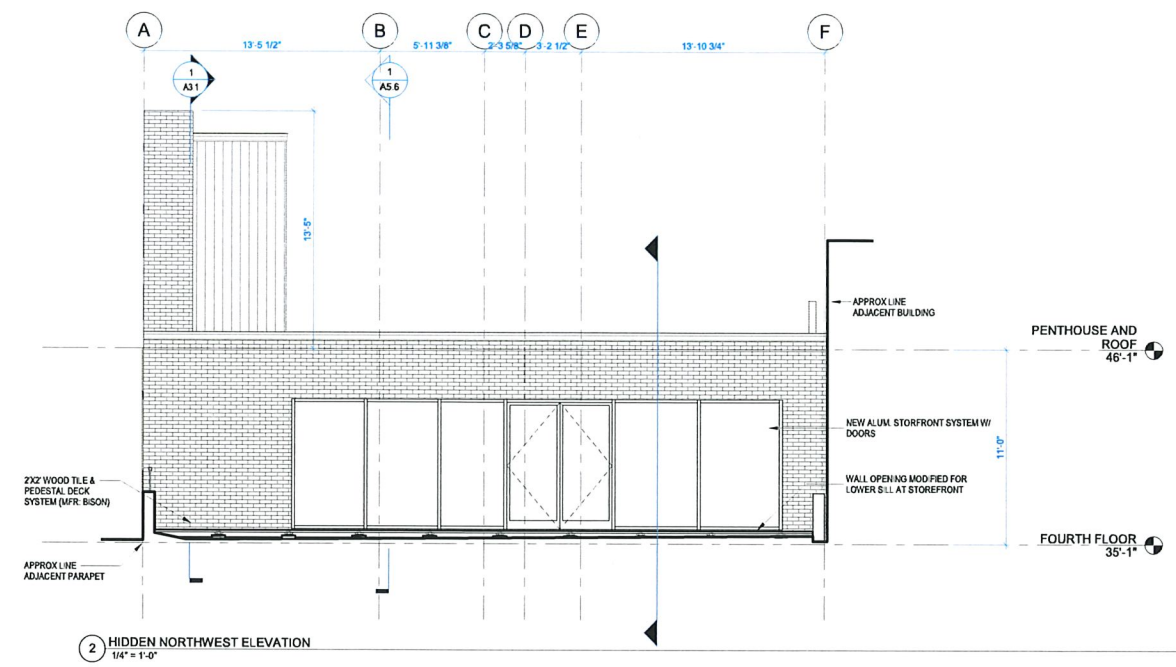 A
B
C
D
E
F
13'-5 1/2"
5'-11 3/8"
2'-3 5/8"
3'-2 1/2"
13'-10 3/4"
1
A3.1
1
A5.6
13'-5"
APPROX LINE
ADJACENT BUILDING
PENTHOUSE AND
ROOF
46'-1"
NEW ALUM. STORFRONT SYSTEM W/
DOORS
11'-0"
2'X2' WOOD TILE &
PEDESTAL DECK
SYSTEM (MFR: BISON)
WALL OPENING MODIFIED FOR
LOWER SILL AT STOREFRONT
FOURTH FLOOR
35'-1"
APPROX LINE
ADJACENT PARAPET
2
HIDDEN NORTHWEST ELEVATION
1/4" = 1'-0"